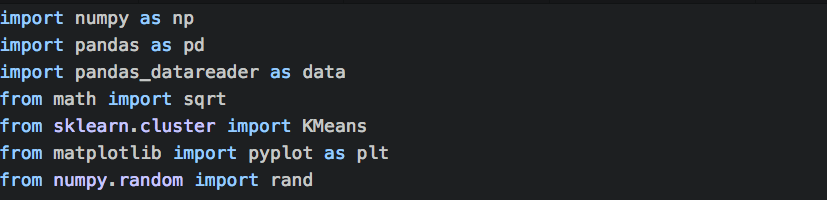 import numpy as np
import pandas as pd
import pandas_datareader as data
from math import sqrt
from sklearn.cluster import KMeans
from matplotlib import pyplot as plt
from numpy.random import rand